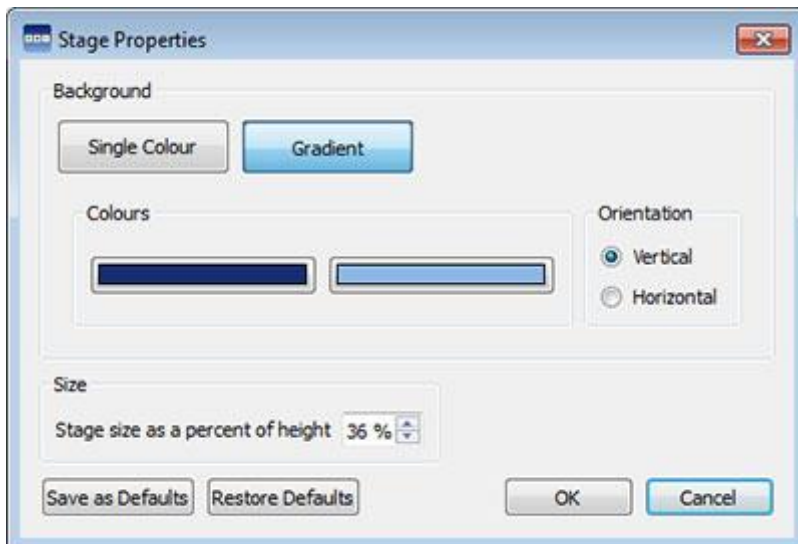 Stage Properties
Background
Single Colour Gradient
Colours Orientation
Vertical
Horizontal
Size
Stage size as a percent of height 36 %
Save as Defaults Restore Defaults OK Cancel